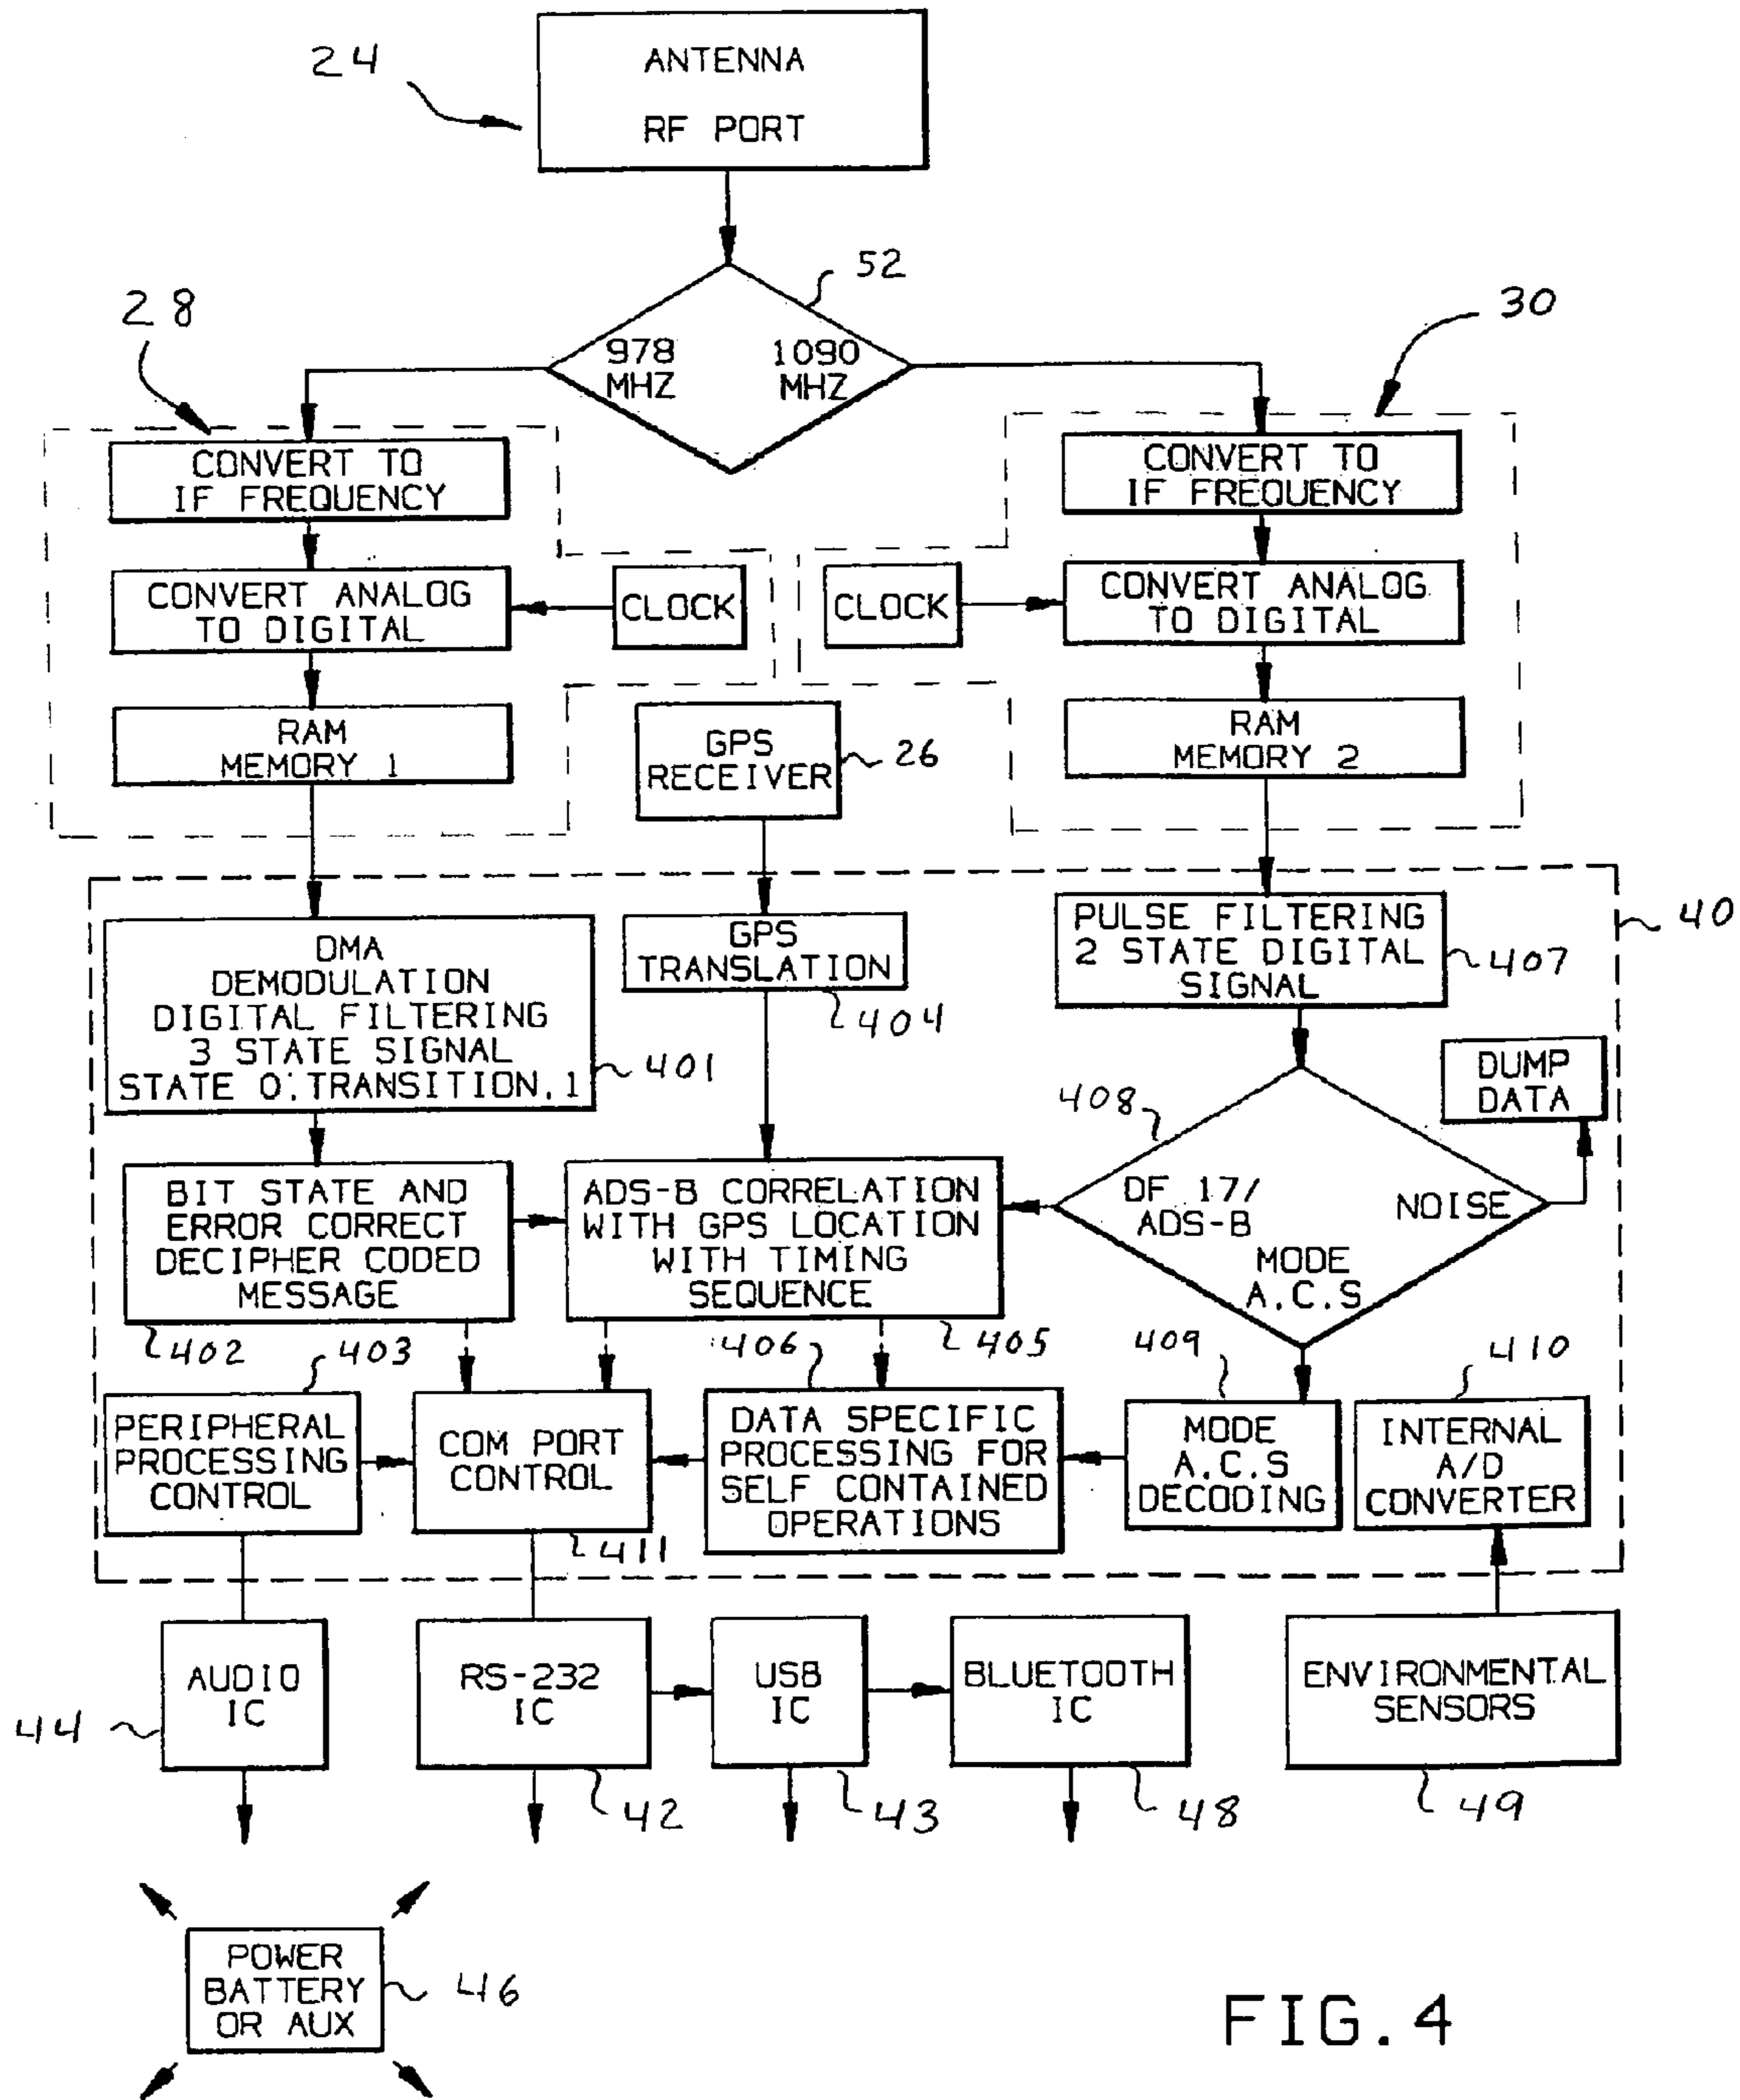 24
ANTENNA
RF PORT
52
978
MHZ
1090
MHZ
28
30
CONVERT TO
IF FREQUENCY
CONVERT TO
IF FREQUENCY
CONVERT ANALOG
TO DIGITAL
CLOCK
CLOCK
CONVERT ANALOG
TO DIGITAL
RAM
MEMORY 1
GPS
RECEIVER
26
RAM
MEMORY 2
40
DMA
DEMODULATION
DIGITAL FILTERING
3 STATE SIGNAL
STATE 0, TRANSITION, 1
401
GPS
TRANSLATION
404
PULSE FILTERING
2 STATE DIGITAL
SIGNAL
407
408
DUMP
DATA
BIT STATE AND
ERROR CORRECT
DECIPHER CODED
MESSAGE
402
ADS-B CORRELATION
WITH GPS LOCATION
WITH TIMING
SEQUENCE
405
DF 17/
ADS-B
NOISE
MODE
A.C.S
403
406
409
410
PERIPHERAL
PROCESSING
CONTROL
COM PORT
CONTROL
411
DATA SPECIFIC
PROCESSING FOR
SELF CONTAINED
OPERATIONS
MODE
A.C.S
DECODING
INTERNAL
A/D
CONVERTER
AUDIO
IC
44
RS-232
IC
42
USB
IC
43
BLUETOOTH
IC
48
ENVIRONMENTAL
SENSORS
49
POWER
BATTERY
OR AUX
46
FIG. 4